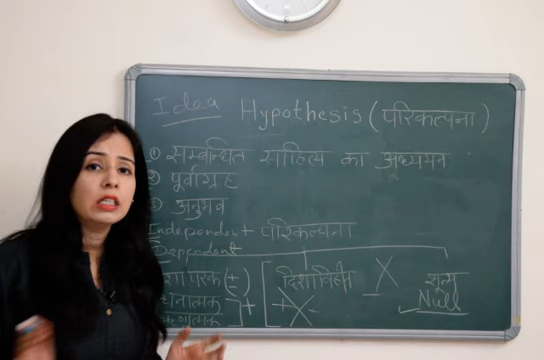 Idea Hypothesis (परिकल्पना)
① सम्बन्धित साहित्य का अध्ययन
② पूर्वाग्रह
③ अनुभव
Independent परिकल्पना
Dependent
(±) [ दिशाविहीन X शून्य
] + + X - - ✓ Null